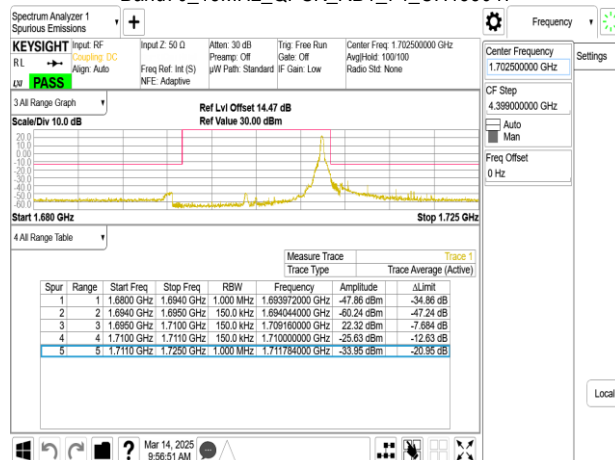 Spectrum Analyzer 1
Spurious Emissions
Frequency
Settings
KEYSIGHT
Input: RF
Input Z: 50 Ω
Atten: 30 dB
Trig: Free Run
Center Freq: 1.702500000 GHz
RL
Coupling: DC
Preamp: Off
Gate: Off
Avg|Hold: 100/100
Align: Auto
Freq Ref: Int (S)
µW Path: Standard
IF Gain: Low
Radio Std: None
LXI
PASS
NFE: Adaptive
Center Frequency
1.702500000 GHz
CF Step
4.399000000 GHz
Auto
Man
Freq Offset
0 Hz
3 All Range Graph
Ref Lvl Offset 14.47 dB
Scale/Div 10.0 dB
Ref Value 30.00 dBm
20.0
10.0
0.00
-10.0
-20.0
-30.0
-40.0
-50.0
-60.0
Start 1.680 GHz
Stop 1.725 GHz
4 All Range Table
Measure Trace Trace 1
Trace Type Trace Average (Active)
Spur Range Start Freq Stop Freq RBW Frequency Amplitude ΔLimit
1 1 1.6800 GHz 1.6940 GHz 1.000 MHz 1.693972000 GHz -47.86 dBm -34.86 dB
2 2 1.6940 GHz 1.6950 GHz 150.0 kHz 1.694044000 GHz -60.24 dBm -47.24 dB
3 3 1.6950 GHz 1.7100 GHz 150.0 kHz 1.709160000 GHz 22.32 dBm -7.684 dB
4 4 1.7100 GHz 1.7110 GHz 150.0 kHz 1.710000000 GHz -25.63 dBm -12.63 dB
5 5 1.7110 GHz 1.7250 GHz 1.000 MHz 1.711784000 GHz -33.95 dBm -20.95 dB
Local
Mar 14, 2025
9:56:51 AM